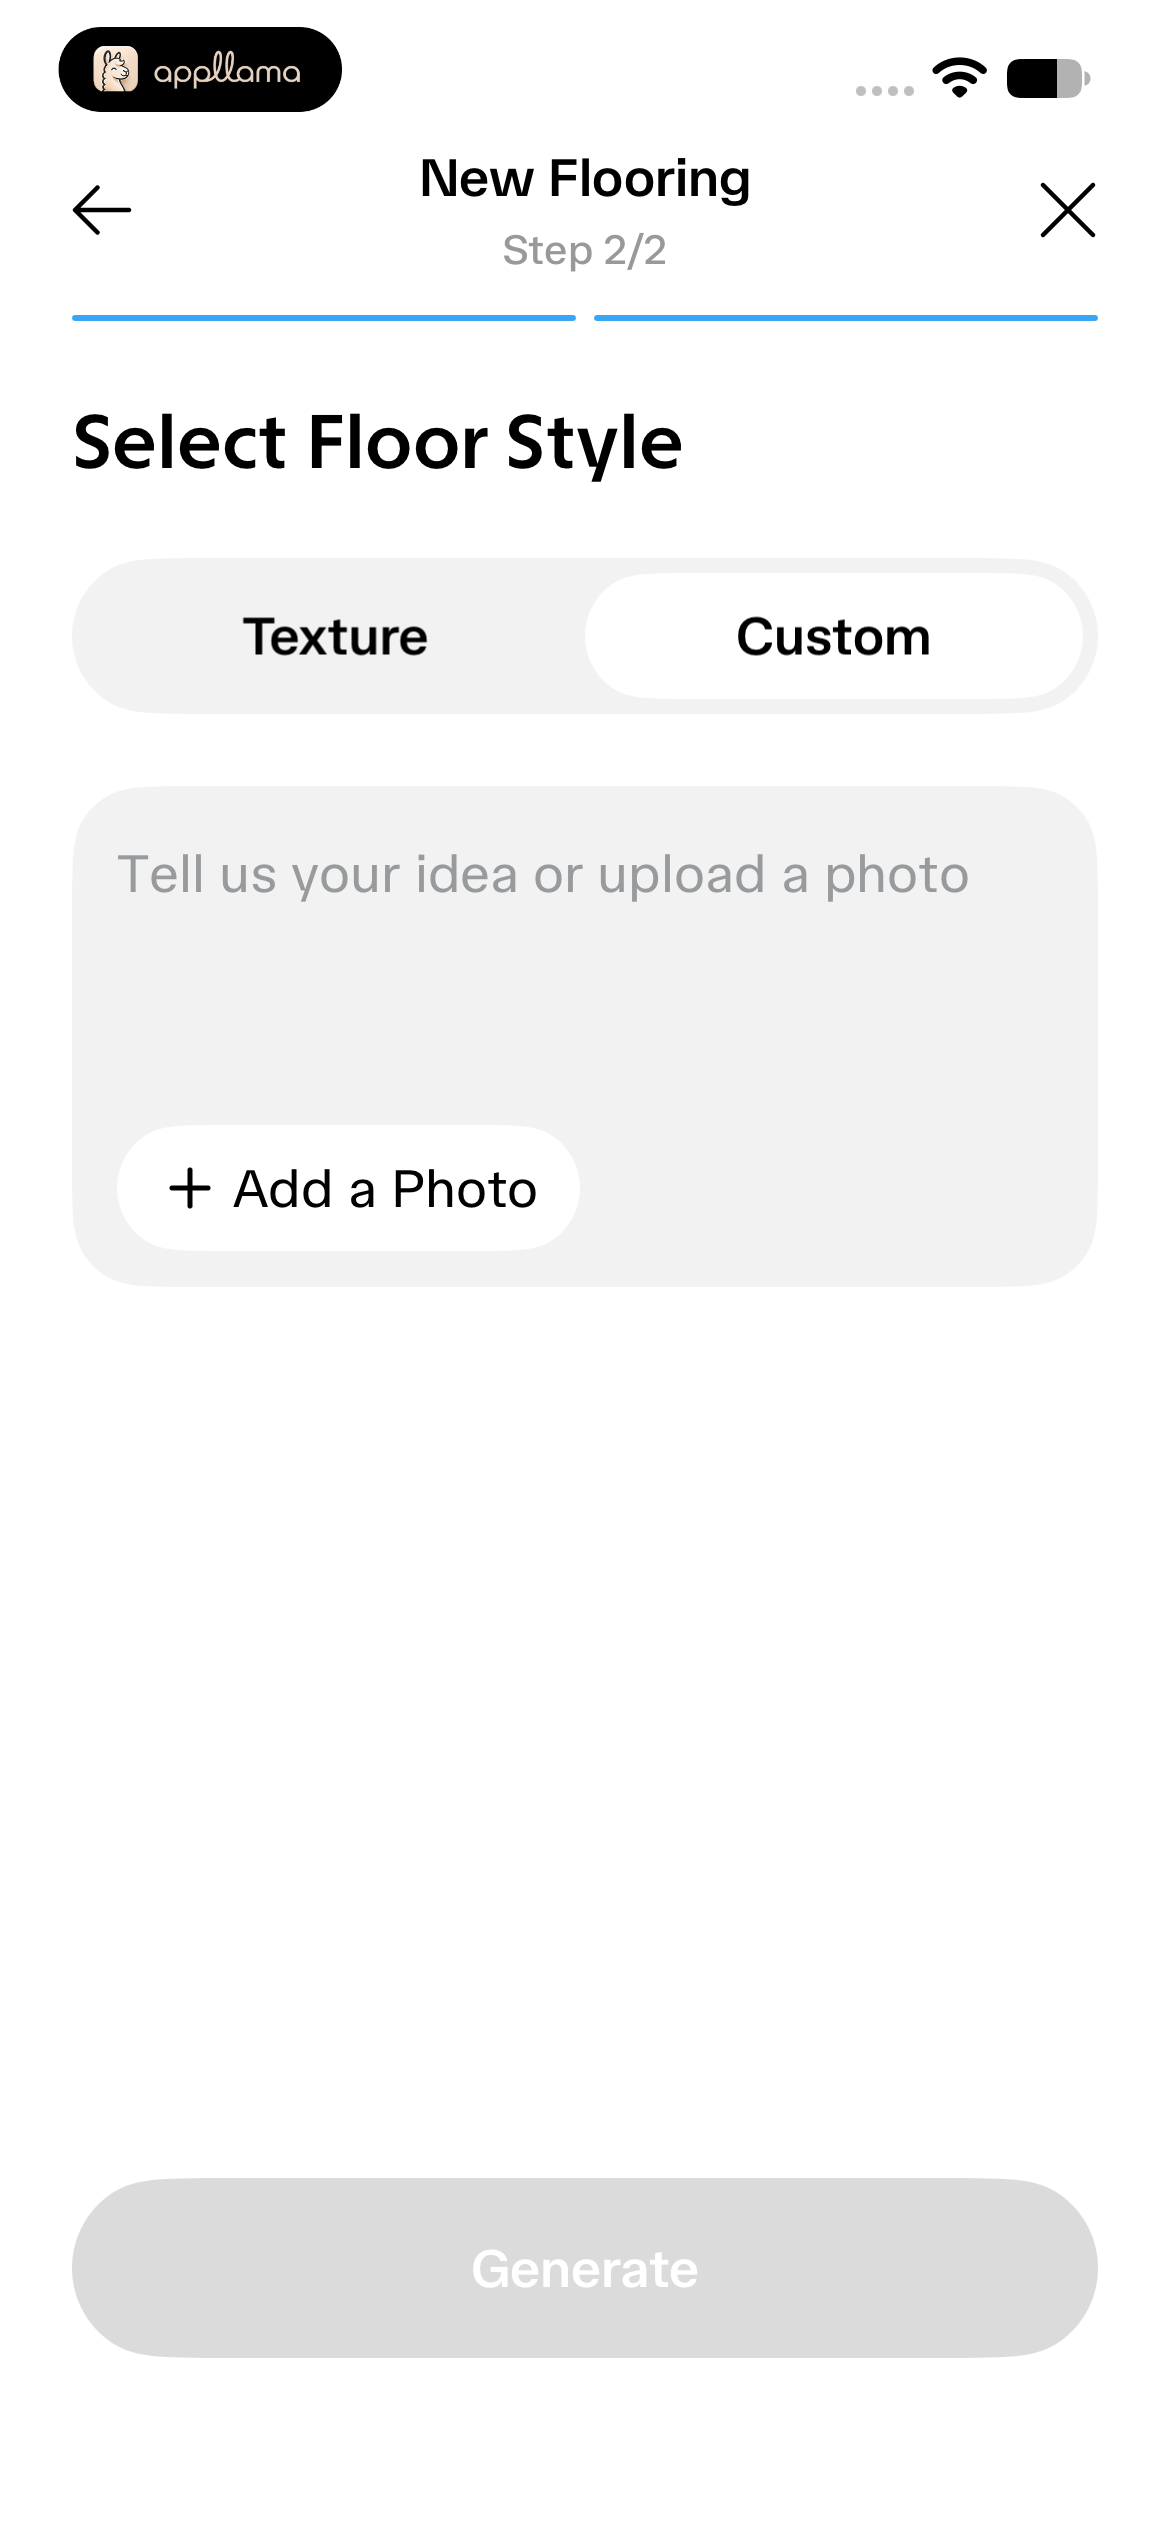 appllama
New Flooring
Step 2/2
Select Floor Style
Texture
Custom
Tell us your idea or upload a photo
Add a Photo
Generate